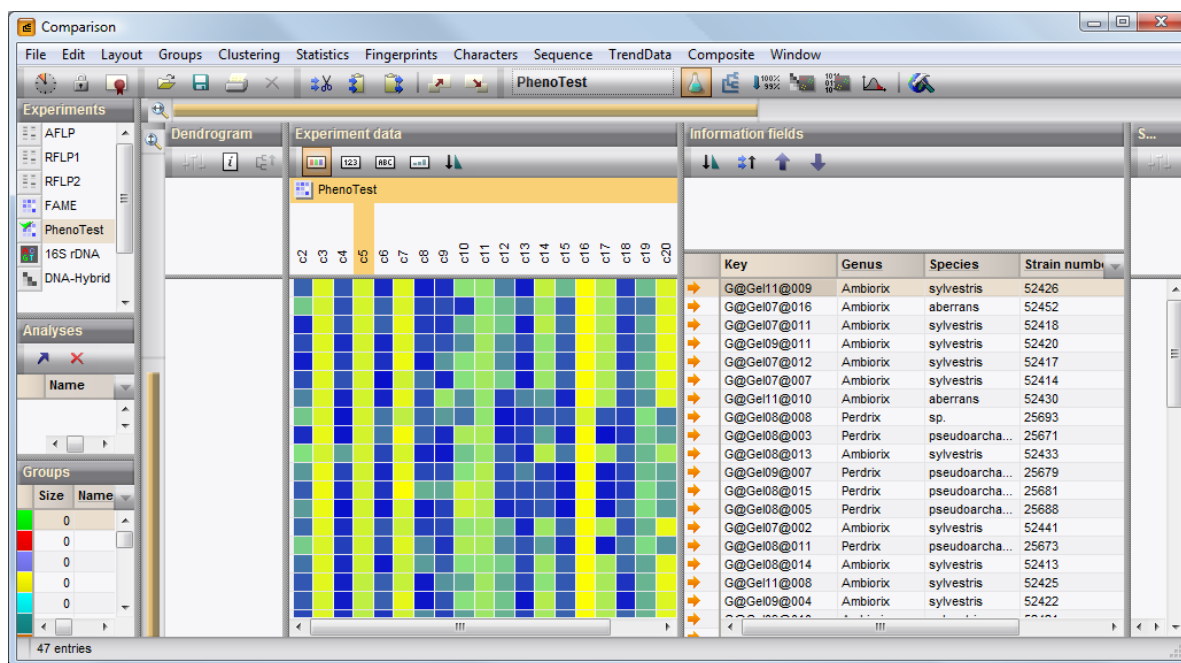 Comparison
File Edit Layout Groups Clustering Statistics Fingerprints Characters Sequence TrendData Composite Window
PhenoTest
Experiments
AFLP
RFLP1
RFLP2
FAME
PhenoTest
16S rDNA
DNA-Hybrid
Analyses
Name
Groups
Size Name
0
0
0
0
0
Dendrogram
Experiment data
PhenoTest
c2 c3 c4 c5 c6 c7 c8 c9 c10 c11 c12 c13 c14 c15 c16 c17 c18 c19 c20
Information fields
S...
Key Genus Species Strain numbe
G@Gel11@009 Ambiorix sylvestris 52426
G@Gel07@016 Ambiorix aberrans 52452
G@Gel07@011 Ambiorix sylvestris 52418
G@Gel09@011 Ambiorix sylvestris 52420
G@Gel07@012 Ambiorix sylvestris 52417
G@Gel07@007 Ambiorix sylvestris 52414
G@Gel11@010 Ambiorix aberrans 52430
G@Gel08@008 Perdrix sp. 25693
G@Gel08@003 Perdrix pseudoarcha... 25671
G@Gel08@013 Ambiorix sylvestris 52433
G@Gel09@007 Perdrix pseudoarcha... 25679
G@Gel08@015 Perdrix pseudoarcha... 25681
G@Gel08@005 Perdrix pseudoarcha... 25688
G@Gel07@002 Ambiorix sylvestris 52441
G@Gel08@011 Perdrix pseudoarcha... 25673
G@Gel08@014 Ambiorix sylvestris 52413
G@Gel11@008 Ambiorix sylvestris 52425
G@Gel09@004 Ambiorix sylvestris 52422
47 entries